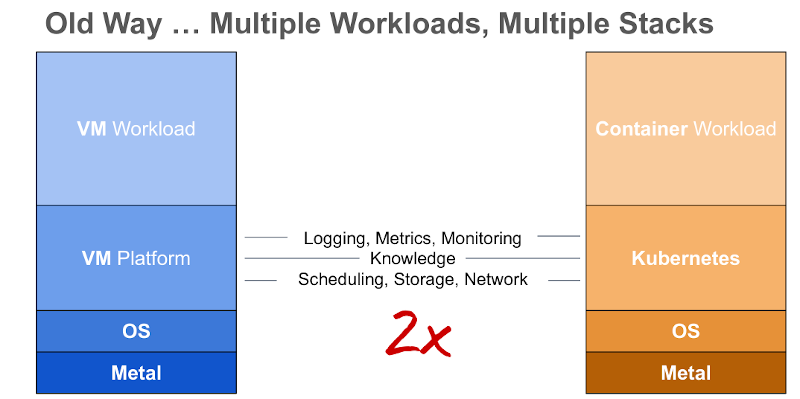 Old Way … Multiple Workloads, Multiple Stacks
VM Workload
Container Workload
Logging, Metrics, Monitoring
VM Platform
Knowledge
Kubernetes
Scheduling, Storage, Network
2x
OS
OS
Metal
Metal